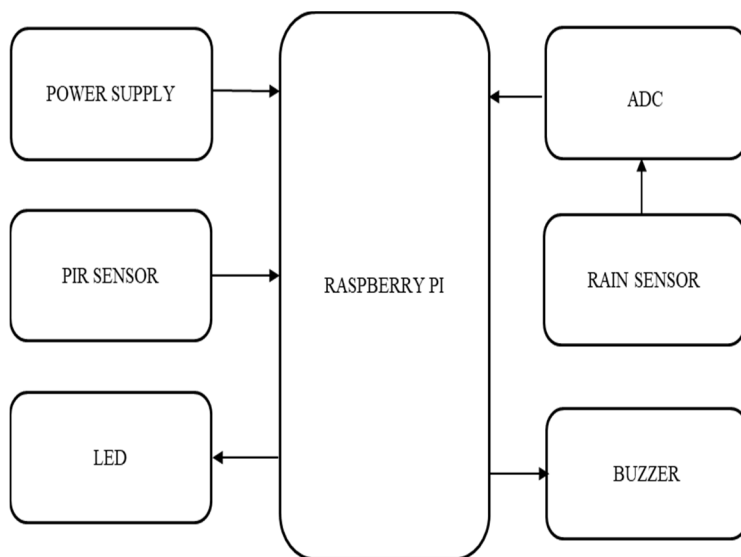 POWER SUPPLY
PIR SENSOR
LED
RASPBERRY PI
ADC
RAIN SENSOR
BUZZER